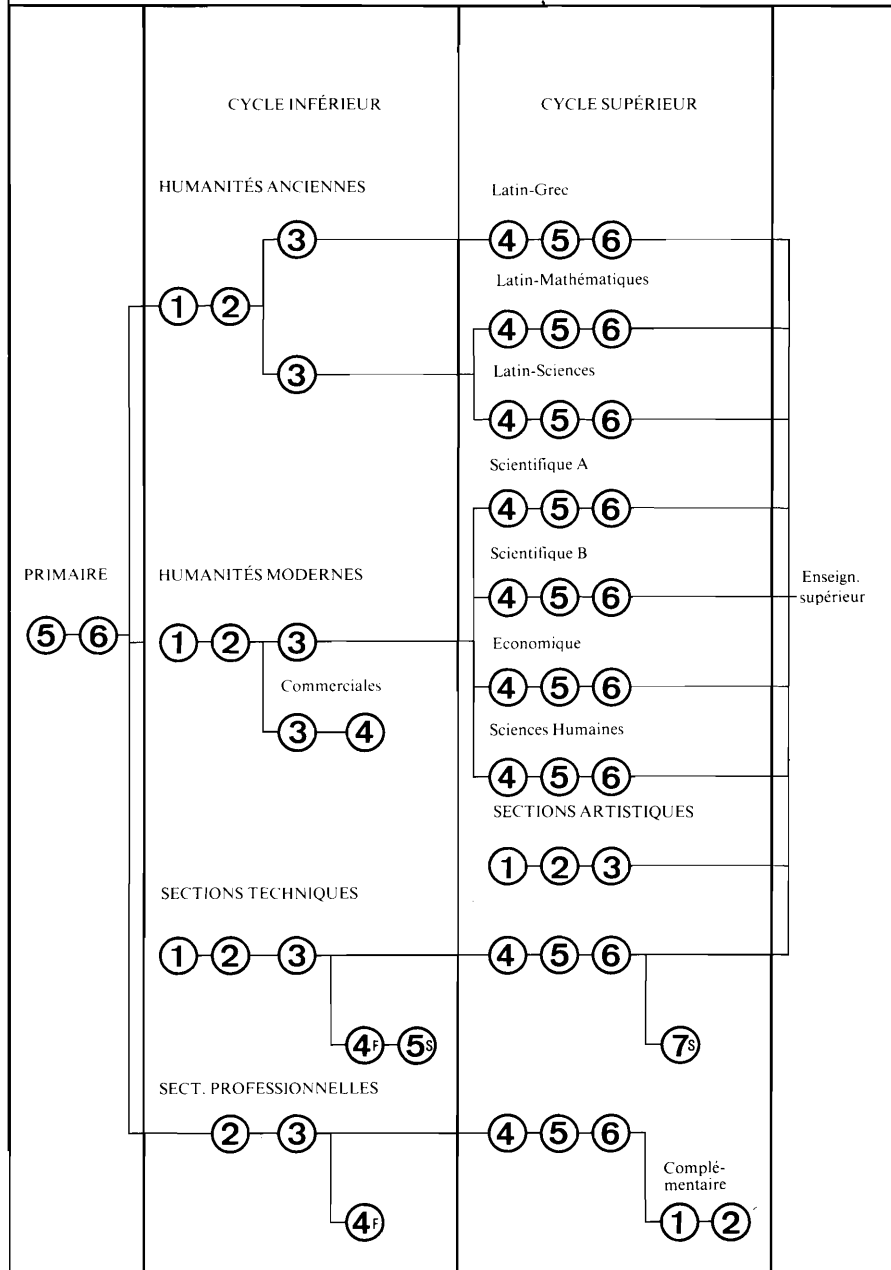 CYCLE INFÉRIEUR
CYCLE SUPÉRIEUR
HUMANITÉS ANCIENNES
Latin-Grec
3
4 5 6
Latin-Mathématiques
1 2
4 5 6
Latin-Sciences
3
4 5 6
Scientifique A
4 5 6
Scientifique B
PRIMAIRE
HUMANITÉS MODERNES
Enseign.
supérieur
4 5 6
5 6
1 2 3
Economique
Commerciales
4 5 6
3 4
Sciences Humaines
4 5 6
SECTIONS ARTISTIQUES
1 2 3
SECTIONS TECHNIQUES
1 2 3
4 5 6
4F 5S
7S
SECT. PROFESSIONNELLES
2 3
4 5 6
Complé-
mentaire
4F
1 2